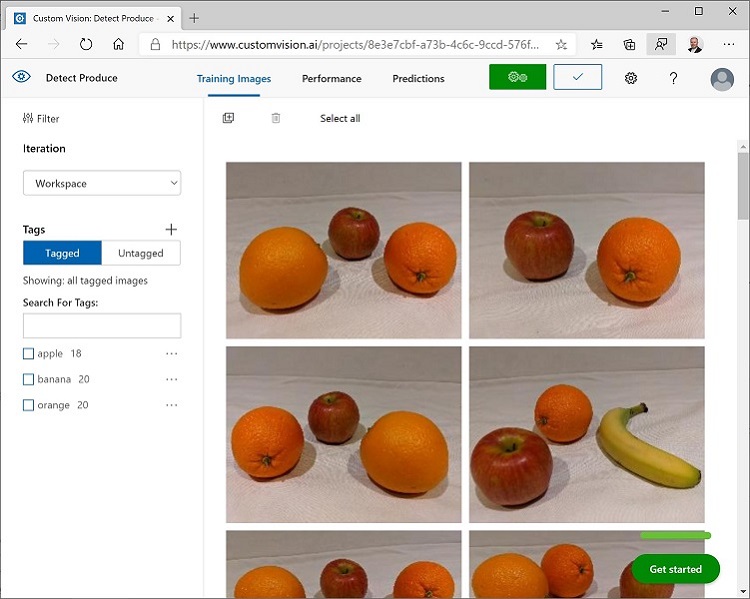 Custom Vision: Detect Produce -
https://www.customvision.ai/projects/8e3e7cbf-a73b-4c6c-9ccd-576f...
Detect Produce
Training Images
Performance
Predictions
Filter
Select all
Iteration
Workspace
Tags
Tagged
Untagged
Showing: all tagged images
Search For Tags:
apple 18
banana 20
orange 20
Get started